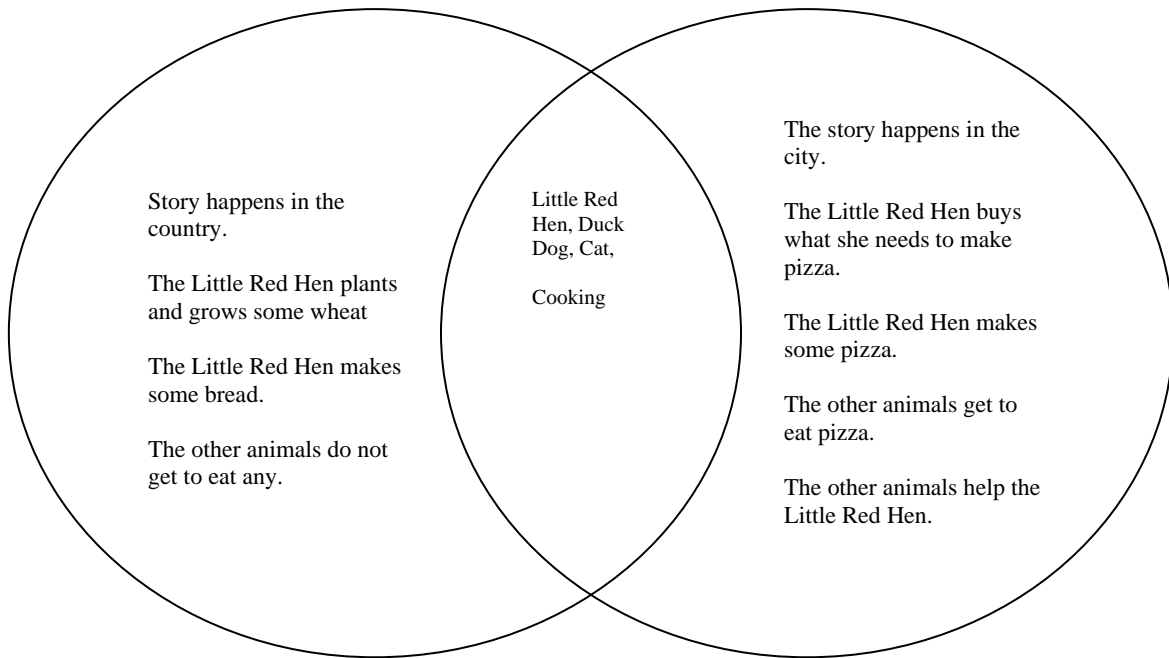 Story happens in the
country.
The Little Red Hen plants
and grows some wheat
The Little Red Hen makes
some bread.
The other animals do not
get to eat any.
Little Red
Hen, Duck
Dog, Cat,
Cooking
The story happens in the
city.
The Little Red Hen buys
what she needs to make
pizza.
The Little Red Hen makes
some pizza.
The other animals get to
eat pizza.
The other animals help the
Little Red Hen.